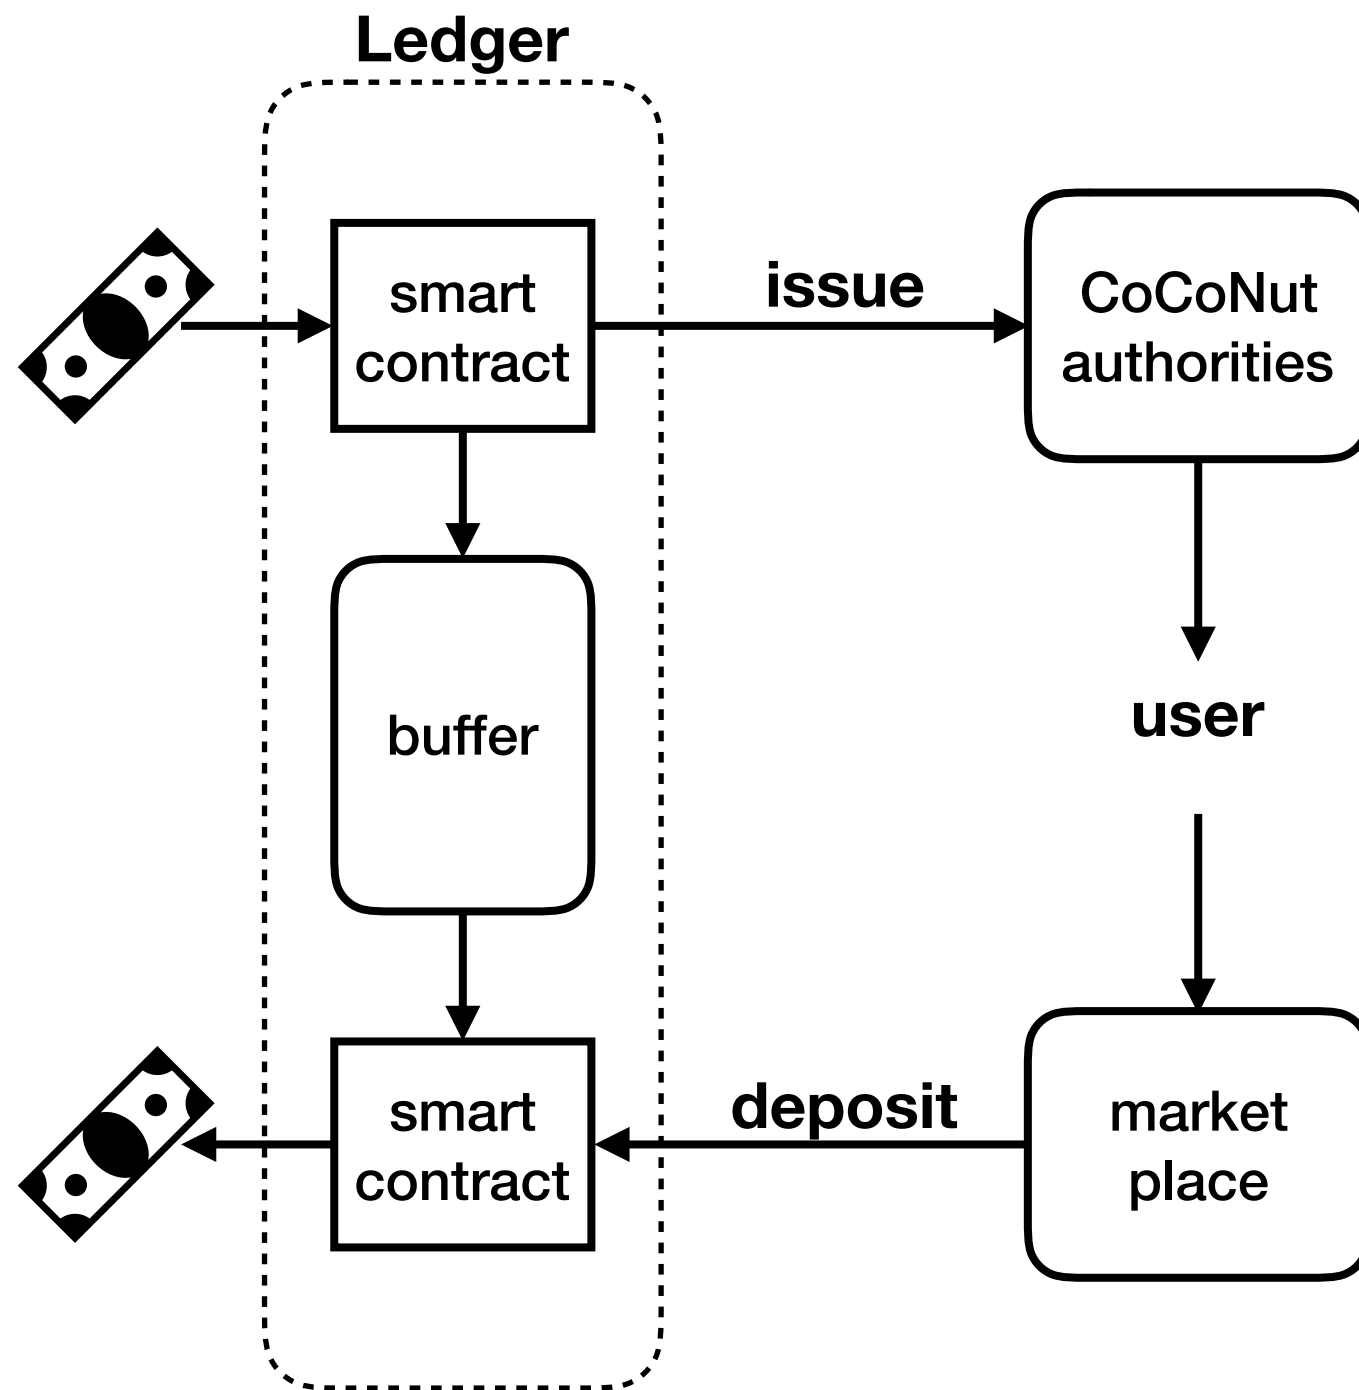 Ledger
smart
contract
issue
CoCoNut
authorities
buffer
user
smart
contract
deposit
market
place